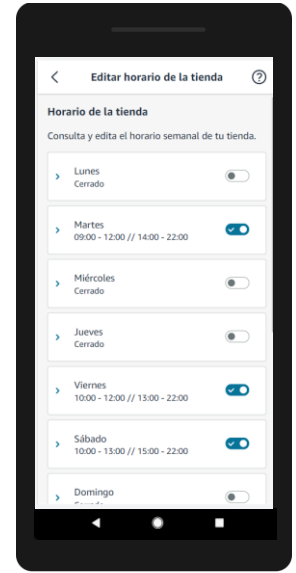 Editar horario de la tienda
Horario de la tienda
Consulta y edita el horario semanal de tu tienda.
Lunes
Cerrado
Martes
09:00 - 12:00 // 14:00 - 22:00
Miércoles
Cerrado
Jueves
Cerrado
Viernes
10:00 - 12:00 // 13:00 - 22:00
Sábado
10:00 - 13:00 // 15:00 - 22:00
Domingo